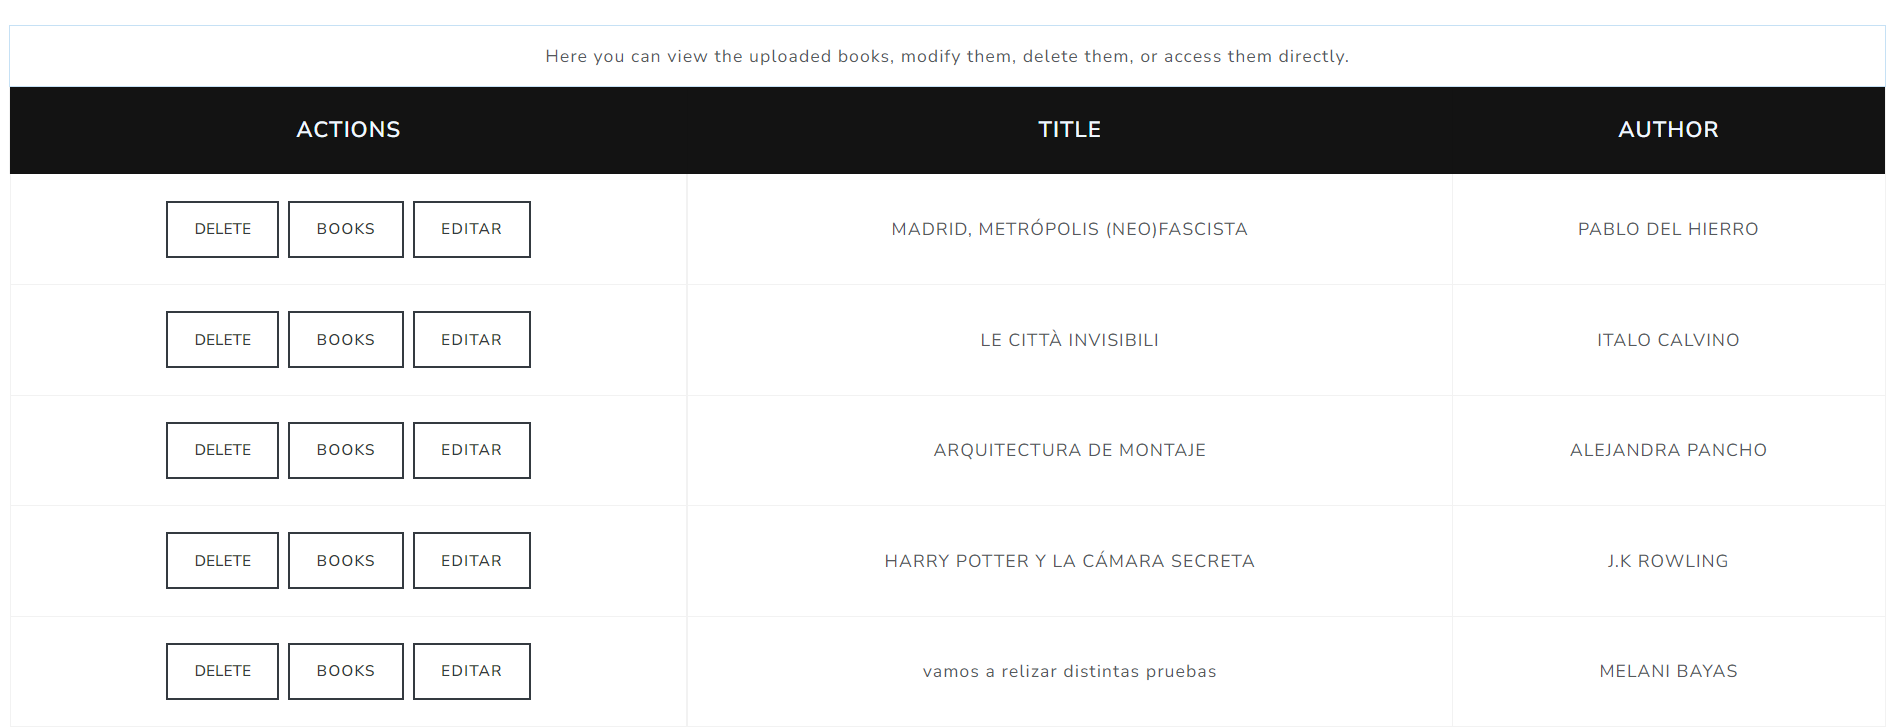 Here you can view the uploaded books, modify them, delete them, or access them directly.
ACTIONS TITLE AUTHOR
DELETE BOOKS EDITAR MADRID, METRÓPOLIS (NEO)FASCISTA PABLO DEL HIERRO
DELETE BOOKS EDITAR LE CITTÀ INVISIBILI ITALO CALVINO
DELETE BOOKS EDITAR ARQUITECTURA DE MONTAJE ALEJANDRA PANCHO
DELETE BOOKS EDITAR HARRY POTTER Y LA CÁMARA SECRETA J.K ROWLING
DELETE BOOKS EDITAR vamos a relizar distintas pruebas MELANI BAYAS